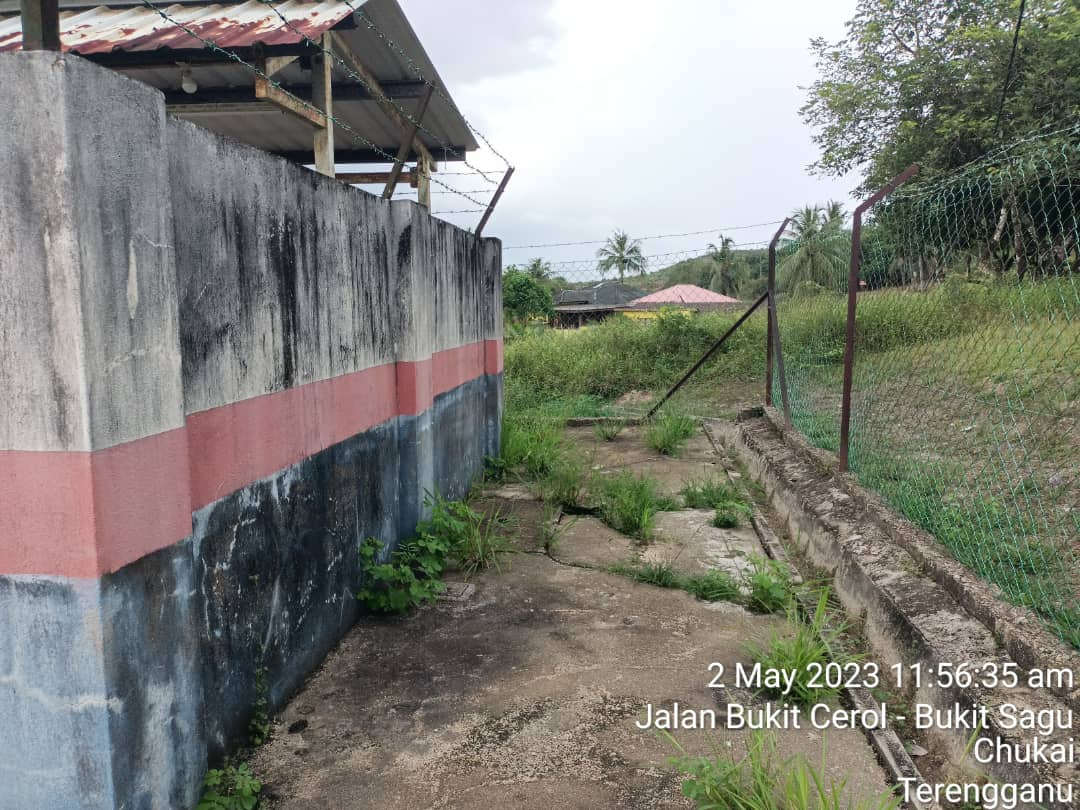 2 May 2023 11:56:35 am
Jalan Bukit Cerol - Bukit Sagu
Chukai
Terengganu